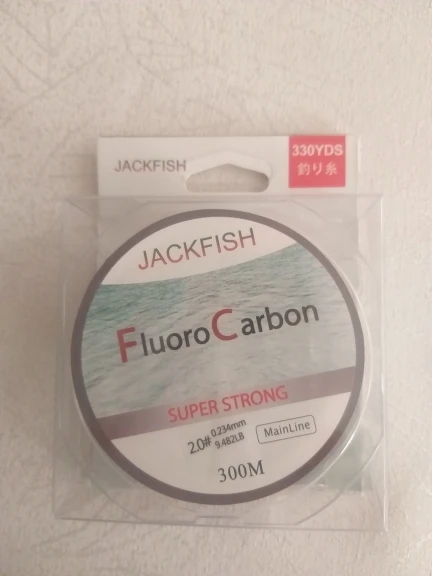 JACKFISH
330YDS
釣り糸
JACKFISH
FluoroCarbon
SUPER STRONG
2.0# 0.234mm
9.482LB
MainLine
300M